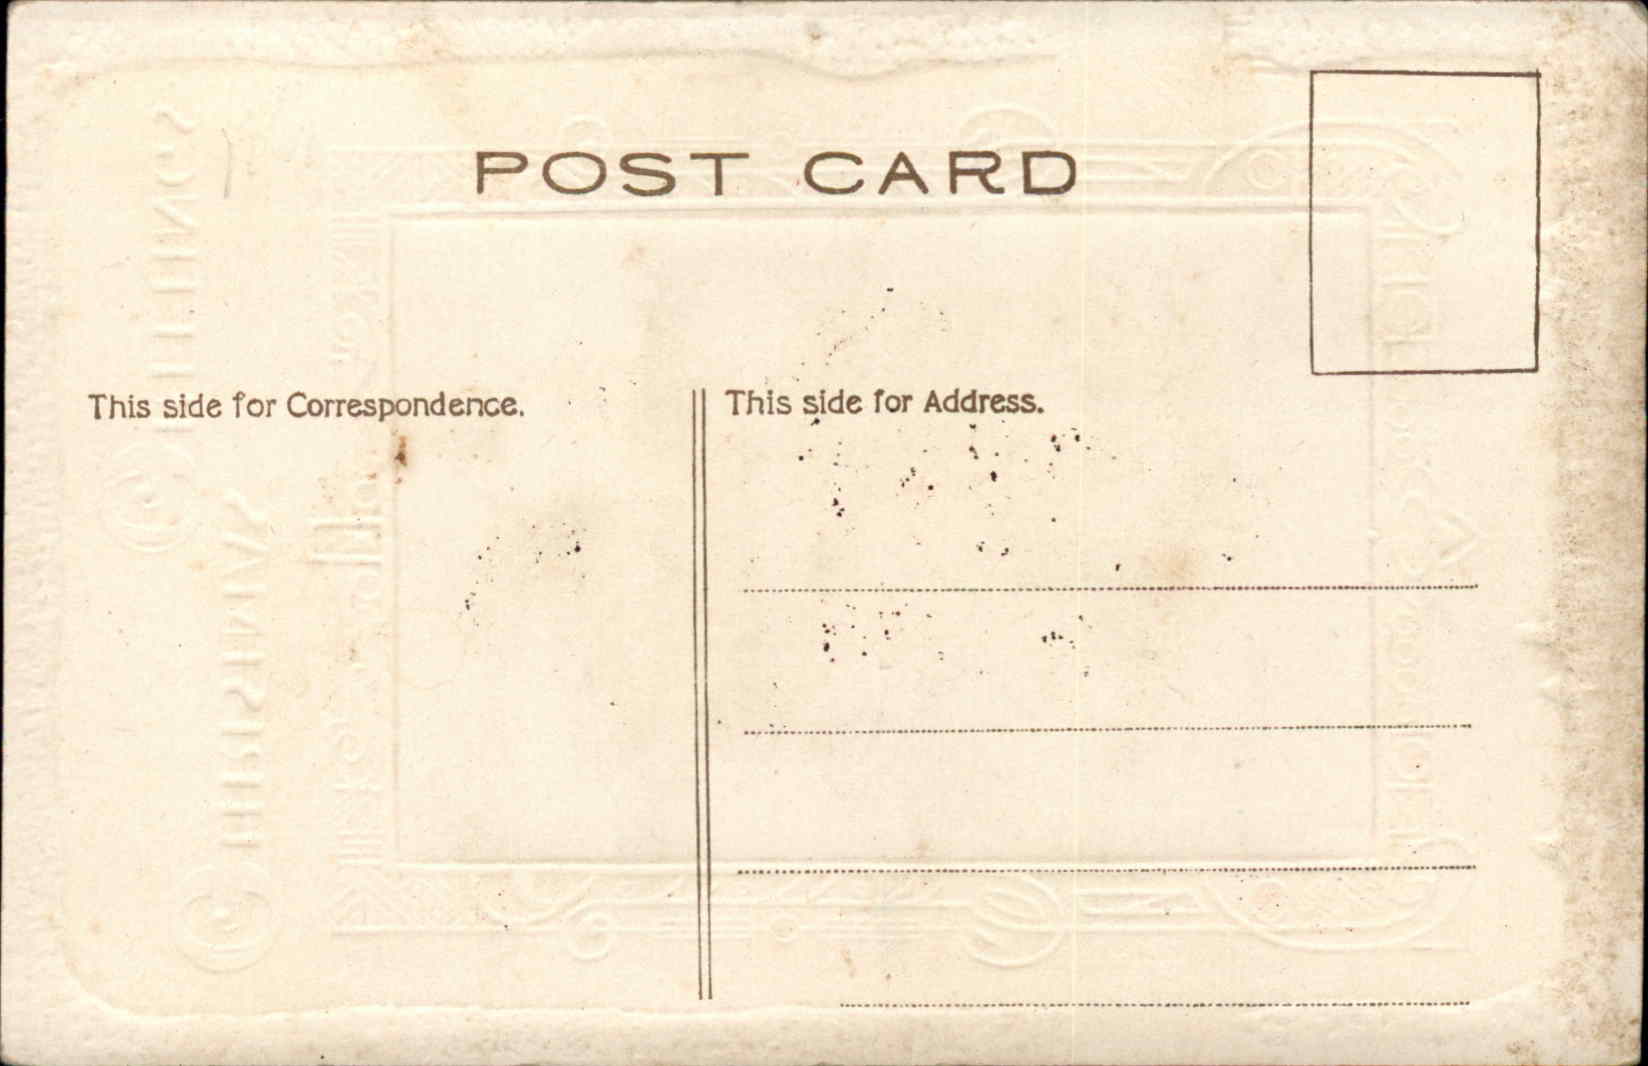 POST CARD
This side for Correspondence.
This side for Address.